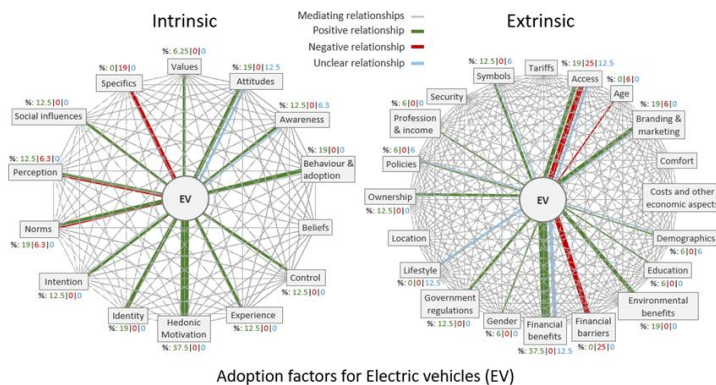 Intrinsic
Extrinsic
Mediating relationships
Positive relationship
Negative relationship
Unclear relationship
%: 6.25|0|0
Values
%: 0|19|0
Specifics
%: 19|0|12.5
Attitudes
%: 12.5|0|0
Social influences
%: 12.5|0|6.3
Awareness
%: 12.5|6.3|0
Perception
%: 19|0|0
Behaviour &
adoption
EV
Norms
%: 19|6.3|0
Beliefs
Intention
%: 12.5|0|0
Control
%: 12.5|0|0
Identity
%: 19|0|0
Hedonic
Motivation
%: 37.5|0|0
Experience
%: 12.5|0|0
%: 12.5|0|6
Symbols
Tariffs
%: 19|25|12.5
Access
Security
%: 0|6|0
Age
%: 6|0|0
Profession
& income
%: 19|6|0
Branding &
marketing
%: 6|0|6
Policies
Comfort
Ownership
%: 12.5|0|0
EV
Costs and other
economic aspects
Location
Demographics
%: 6|0|6
Lifestyle
%: 0|0|12.5
Education
%: 6|0|0
Government
regulations
%: 12.5|0|0
Environmental
benefits
%: 19|0|0
Gender
%: 6|0|0
Financial
benefits
%: 37.5|0|12.5
Financial
barriers
%: 0|25|0
Adoption factors for Electric vehicles (EV)